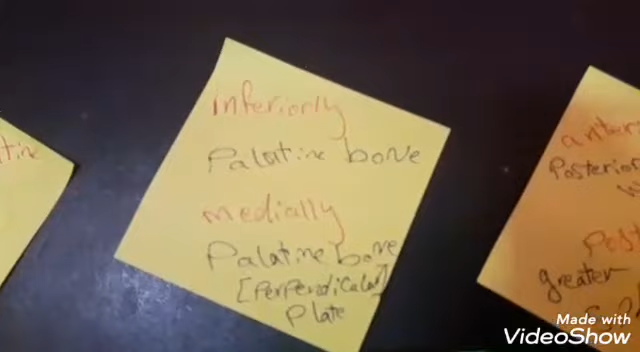 tine
inferiorly
Palatine bone
medially
Palatine bone
[Perpendicular]
Plate
anter
Posterior
w
Post
greater
Made with
VideoShow